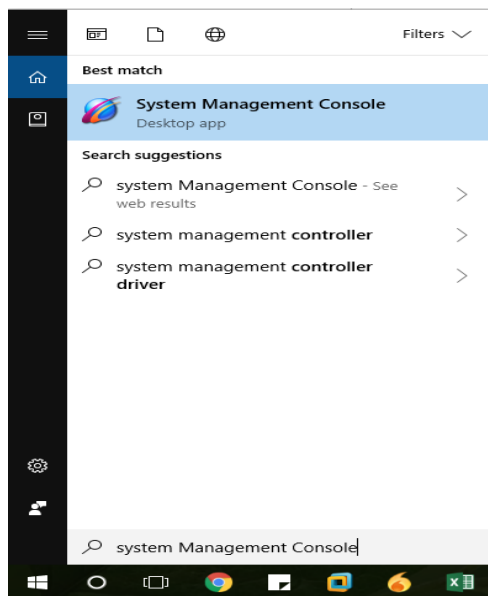 Filters
Best match
System Management Console
Desktop app
Search suggestions
system Management Console - See
web results
system management controller
system management controller
driver
system Management Console